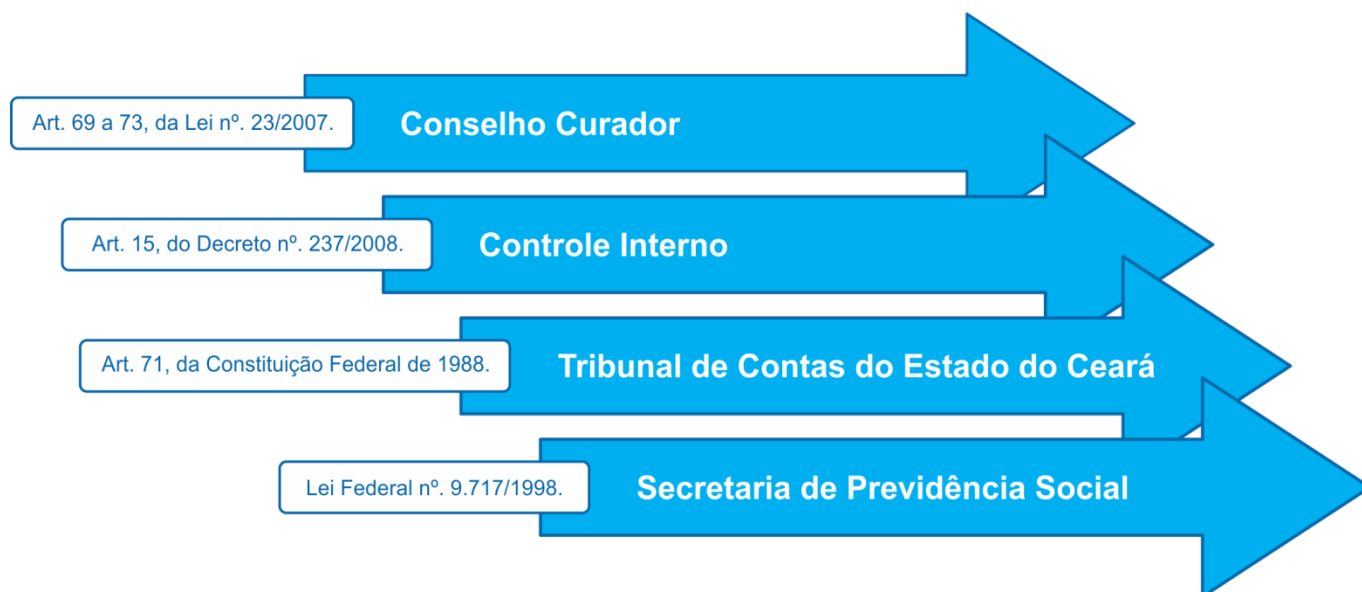 Art. 69 a 73, da Lei nº. 23/2007.
Conselho Curador
Art. 15, do Decreto nº. 237/2008.
Controle Interno
Art. 71, da Constituição Federal de 1988.
Tribunal de Contas do Estado do Ceará
Lei Federal nº. 9.717/1998.
Secretaria de Previdência Social